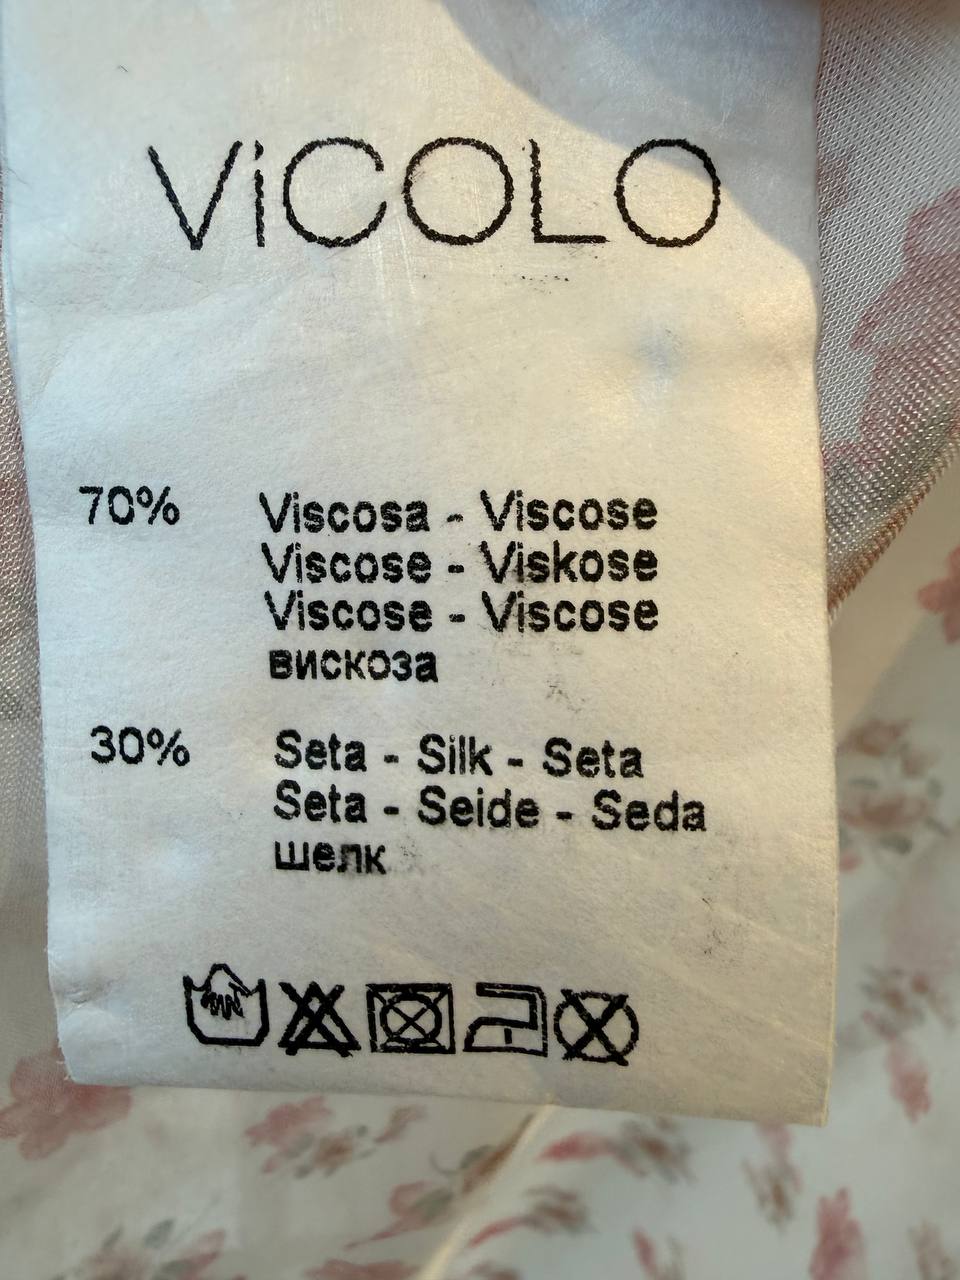 ViCOLO
70% Viscosa - Viscose
Viscose - Viskose
Viscose - Viscose
вискоза
30% Seta - Silk - Seta
Seta - Seide - Seda
шелк